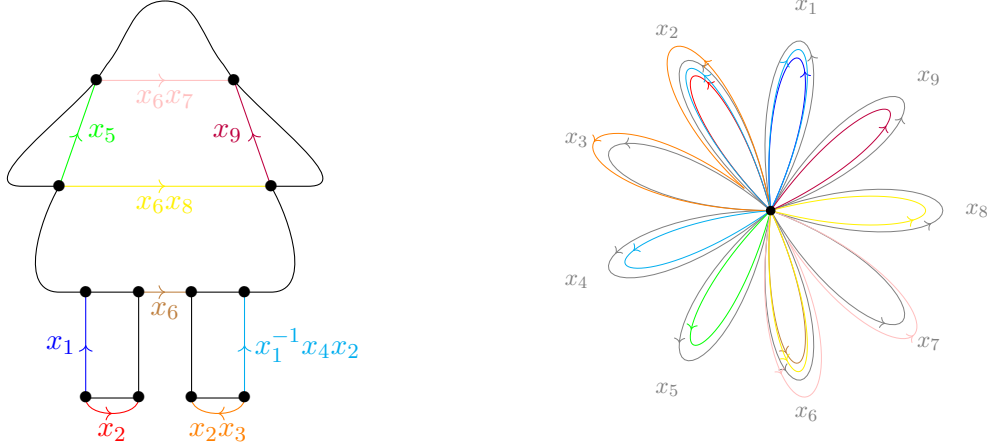 x₆x₇
x₅
x₉
x₆x₈
x₆
x₁
x₁⁻¹x₄x₂
x₂
x₂x₃
x₁
x₂
x₉
x₃
x₈
x₄
x₇
x₅
x₆